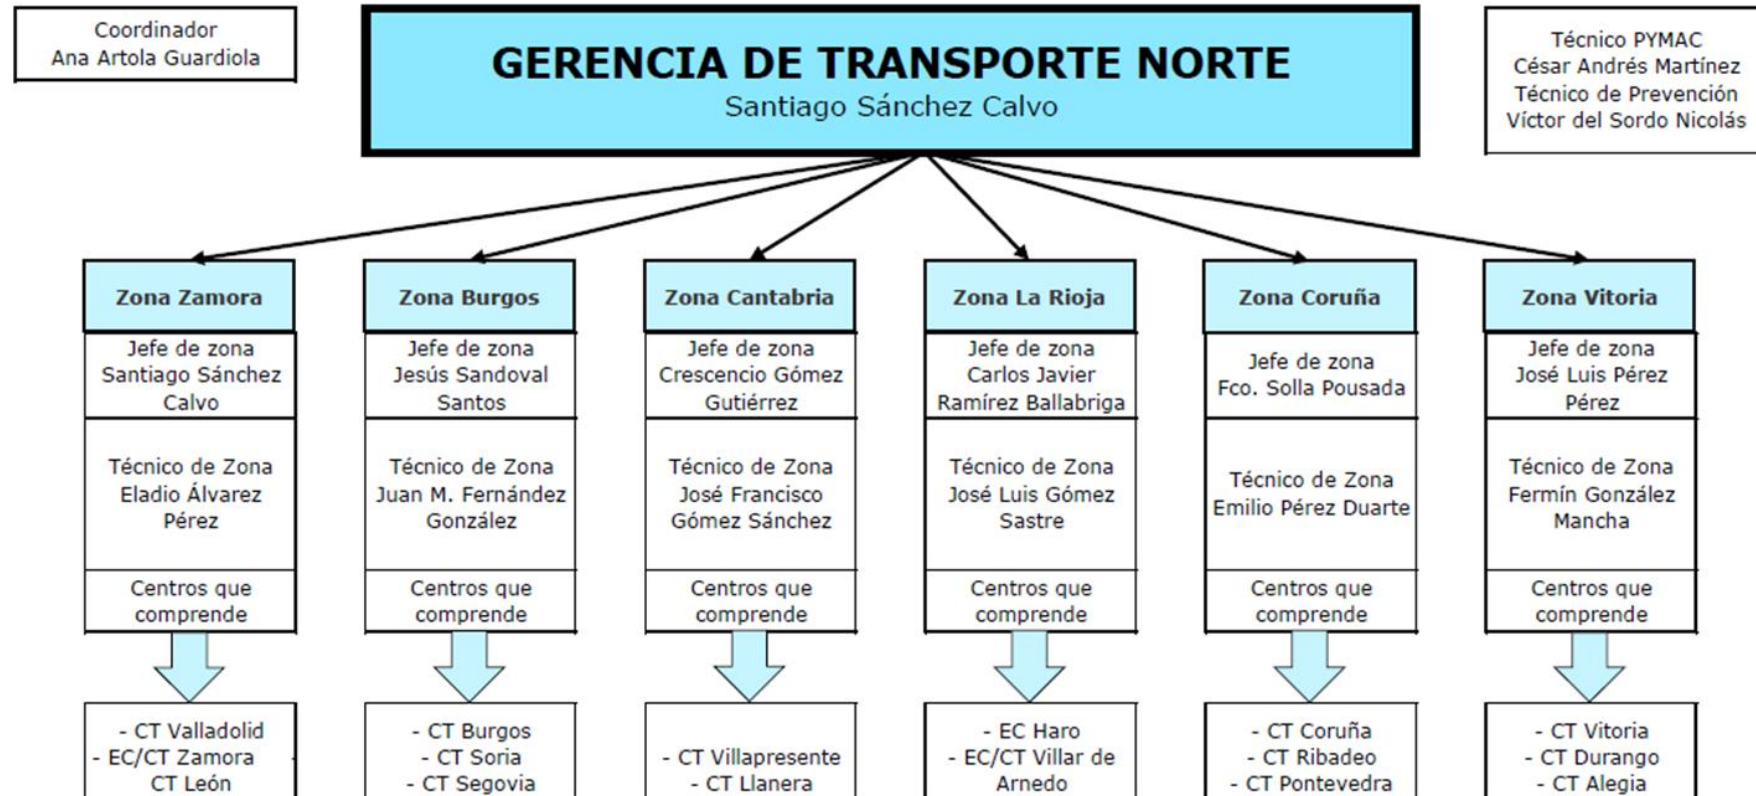 Coordinador
Ana Artola Guardiola
GERENCIA DE TRANSPORTE NORTE
Santiago Sánchez Calvo
Técnico PYMAC
César Andrés Martínez
Técnico de Prevención
Víctor del Sordo Nicolás
Zona Zamora
Jefe de zona
Santiago Sánchez
Calvo
Técnico de Zona
Eladio Álvarez
Pérez
Centros que
comprende
- CT Valladolid
- EC/CT Zamora -
CT León
Zona Burgos
Jefe de zona
Jesús Sandoval
Santos
Técnico de Zona
Juan M. Fernández
González
Centros que
comprende
- CT Burgos
- CT Soria
- CT Segovia
Zona Cantabria
Jefe de zona
Crescencio Gómez
Gutiérrez
Técnico de Zona
José Francisco
Gómez Sánchez
Centros que
comprende
- CT Villapresente
- CT Llanera
Zona La Rioja
Jefe de zona
Carlos Javier
Ramírez Ballabriga
Técnico de Zona
José Luis Gómez
Sastre
Centros que
comprende
- EC Haro
- EC/CT Villar de
Arnedo
Zona Coruña
Jefe de zona
Fco. Solla Pousada
Técnico de Zona
Emilio Pérez Duarte
Centros que
comprende
- CT Coruña
- CT Ribadeo
- CT Pontevedra
Zona Vitoria
Jefe de zona
José Luis Pérez
Pérez
Técnico de Zona
Fermín González
Mancha
Centros que
comprende
- CT Vitoria
- CT Durango
- CT Alegia